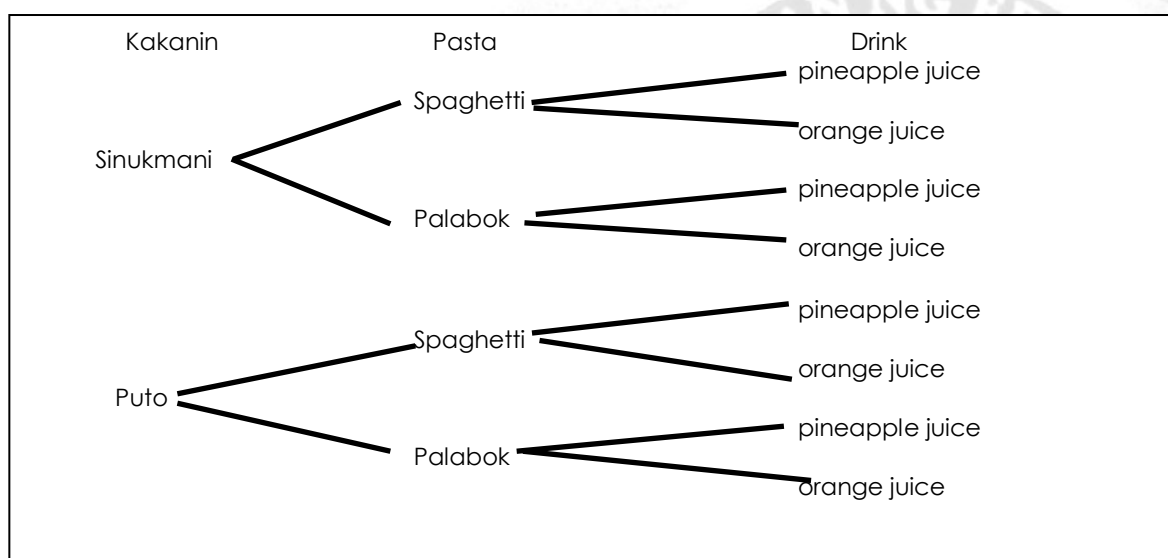 Kakanin Pasta Drink
pineapple juice
Spaghetti
orange juice
Sinukmani
pineapple juice
Palabok
orange juice
pineapple juice
Spaghetti
orange juice
Puto
pineapple juice
Palabok
orange juice